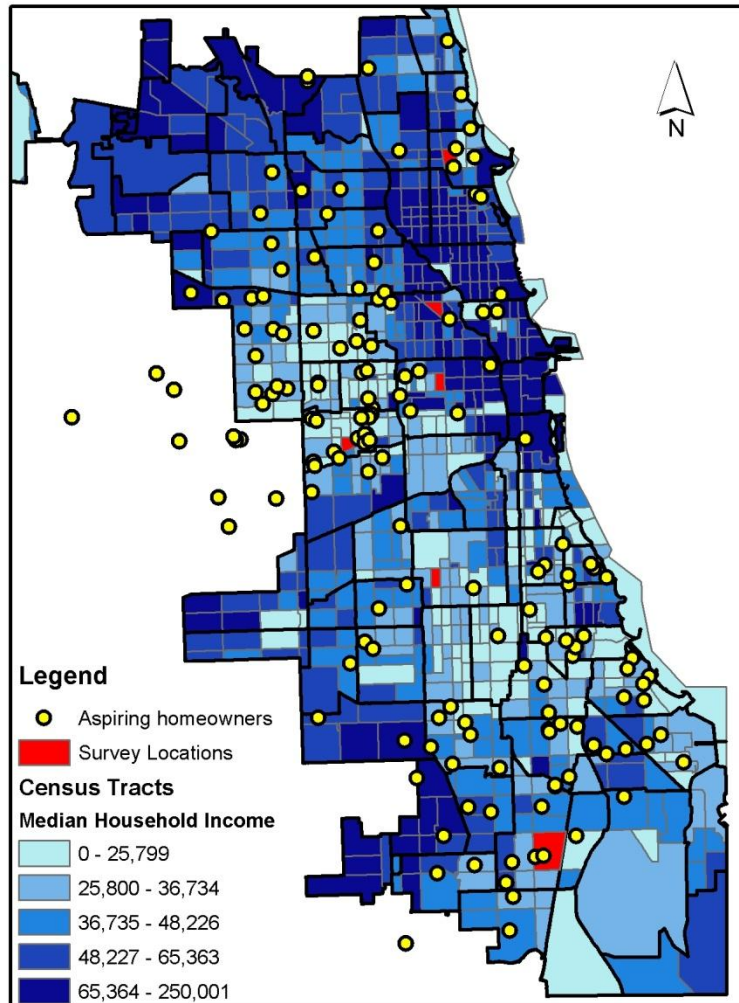 N
Legend
Aspiring homeowners
Survey Locations
Census Tracts
Median Household Income
0 - 25,799
25,800 - 36,734
36,735 - 48,226
48,227 - 65,363
65,364 - 250,001